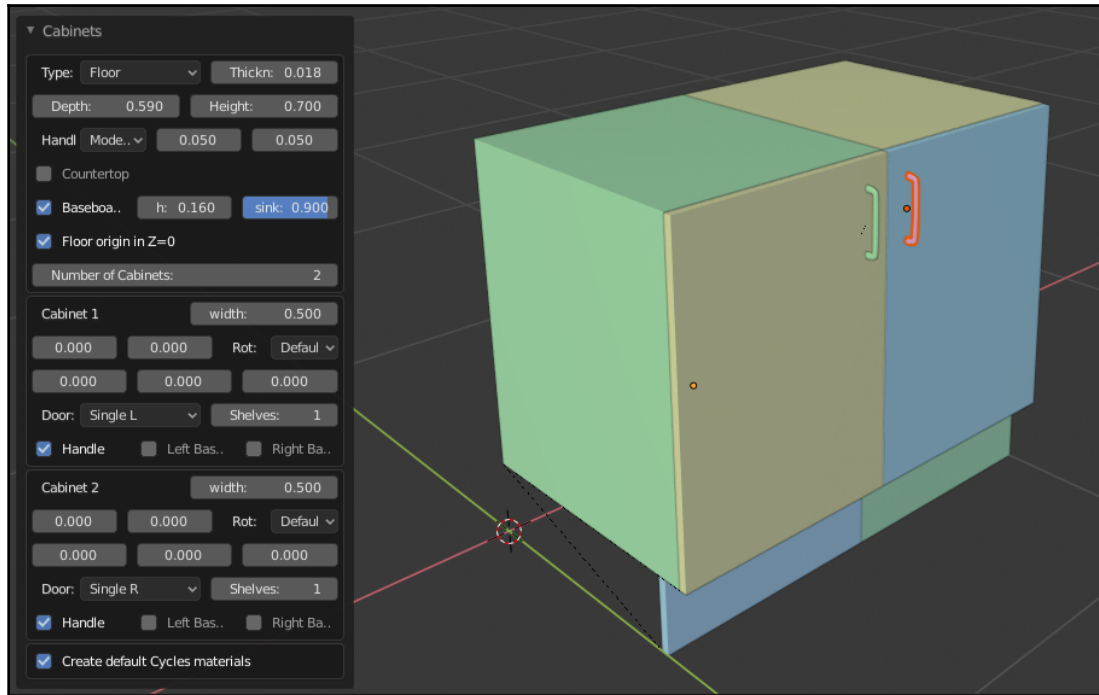 Cabinets
Type: Floor Thickn: 0.018
Depth: 0.590 Height: 0.700
Handl Mode.. 0.050 0.050
Countertop
Baseboa.. h: 0.160 sink: 0.900
Floor origin in Z=0
Number of Cabinets: 2
Cabinet 1 width: 0.500
0.000 0.000 Rot: Defaul
0.000 0.000 0.000
Door: Single L Shelves: 1
Handle Left Bas.. Right Ba..
Cabinet 2 width: 0.500
0.000 0.000 Rot: Defaul
0.000 0.000 0.000
Door: Single R Shelves: 1
Handle Left Bas.. Right Ba..
Create default Cycles materials